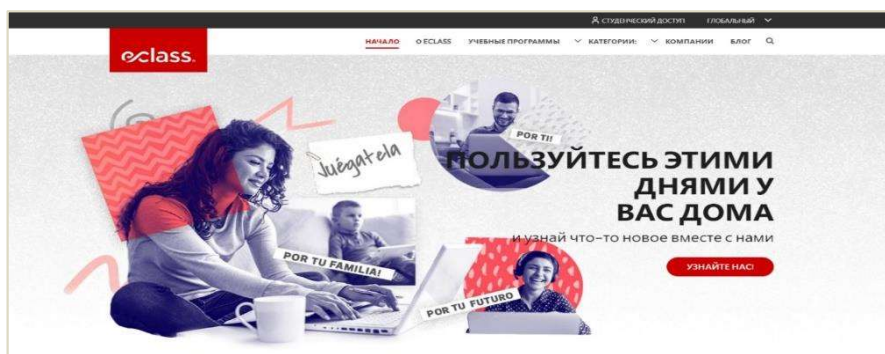 СТУДЕНЧЕСКИЙ ДОСТУП ГЛОБАЛЬНЫЙ
eclass.
НАЧАЛО О ECLASS УЧЕБНЫЕ ПРОГРАММЫ КАТЕГОРИИ: КОМПАНИИ БЛОГ
POR TI!
Juégatela
ПОЛЬЗУЙТЕСЬ ЭТИМИ
ДНЯМИ У
ВАС ДОМА
и узнай что-то новое вместе с нами
POR TU FAMILIA!
УЗНАЙТЕ НАС!
POR TU FUTURO